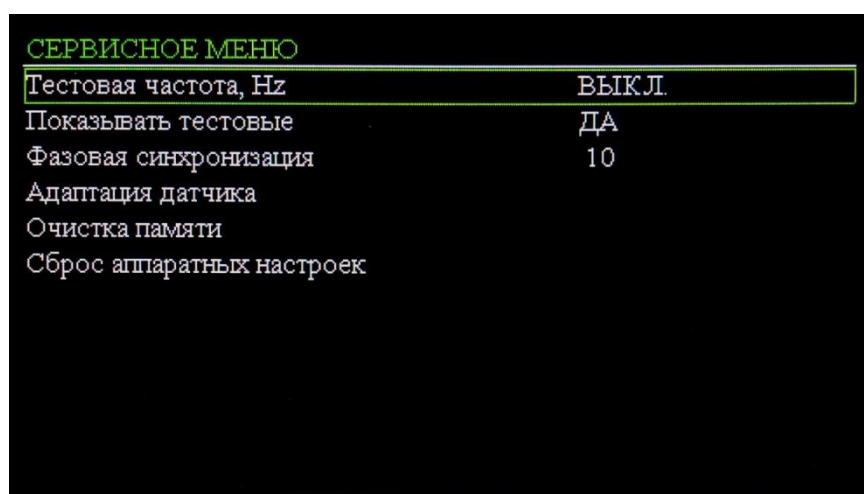 СЕРВИСНОЕ МЕНЮ
Тестовая частота, Hz ВЫКЛ.
Показывать тестовые ДА
Фазовая синхронизация 10
Адаптация датчика
Очистка памяти
Сброс аппаратных настроек